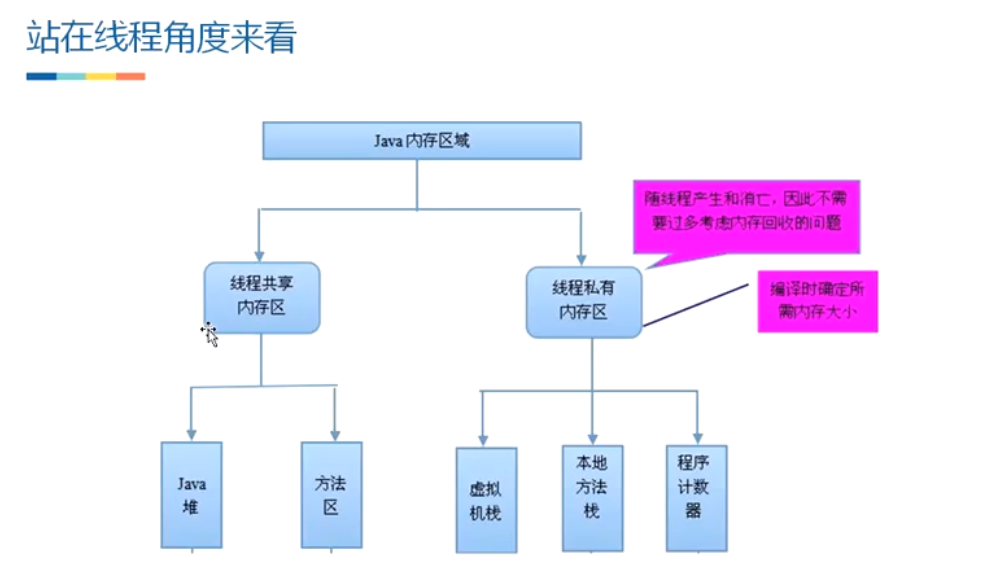 站在线程角度来看
Java 内存区域
随线程产生和消亡，因此不需
要过多考虑内存回收的问题
线程共享
内存区
线程私有
内存区
编译时确定所
需内存大小
Java
堆
方法
区
虚拟
机栈
本地
方法
栈
程序
计数
器